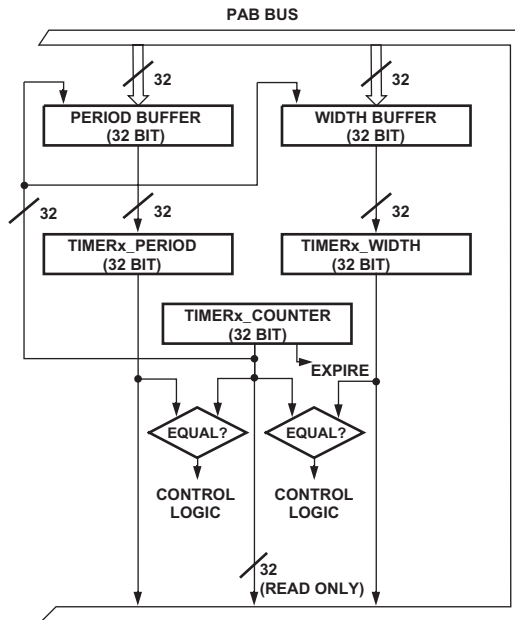 PAB BUS
32
32
PERIOD BUFFER
(32 BIT)
WIDTH BUFFER
(32 BIT)
32
32
32
TIMERx_PERIOD
(32 BIT)
TIMERx_WIDTH
(32 BIT)
TIMERx_COUNTER
(32 BIT)
EXPIRE
EQUAL?
EQUAL?
CONTROL
LOGIC
CONTROL
LOGIC
32
(READ ONLY)